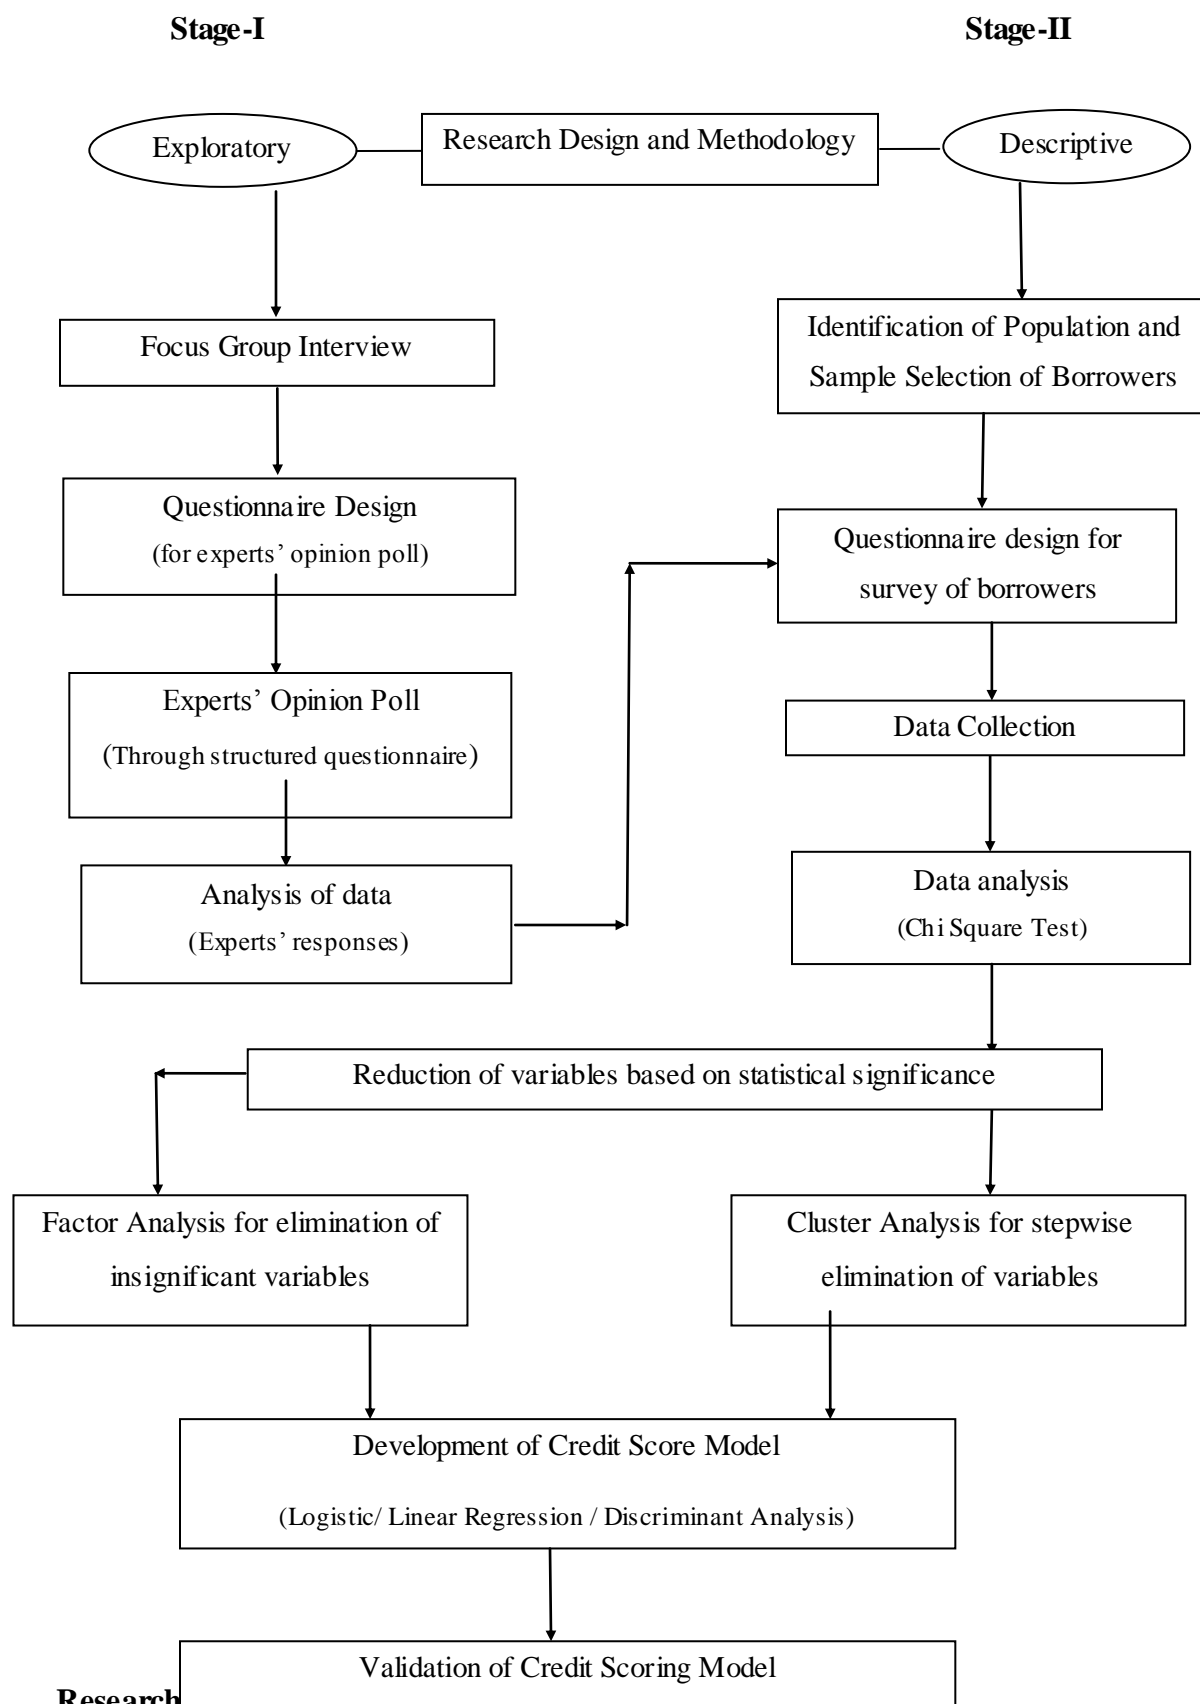 Stage-I
Stage-II
Exploratory
Research Design and Methodology
Descriptive
Focus Group Interview
Identification of Population and
Sample Selection of Borrowers
Questionnaire Design
(for experts’ opinion poll)
Questionnaire design for
survey of borrowers
Experts’ Opinion Poll
(Through structured questionnaire)
Data Collection
Analysis of data
(Experts’ responses)
Data analysis
(Chi Square Test)
Reduction of variables based on statistical significance
Factor Analysis for elimination of
insignificant variables
Cluster Analysis for stepwise
elimination of variables
Development of Credit Score Model
(Logistic/ Linear Regression / Discriminant Analysis)
Validation of Credit Scoring Model
Research